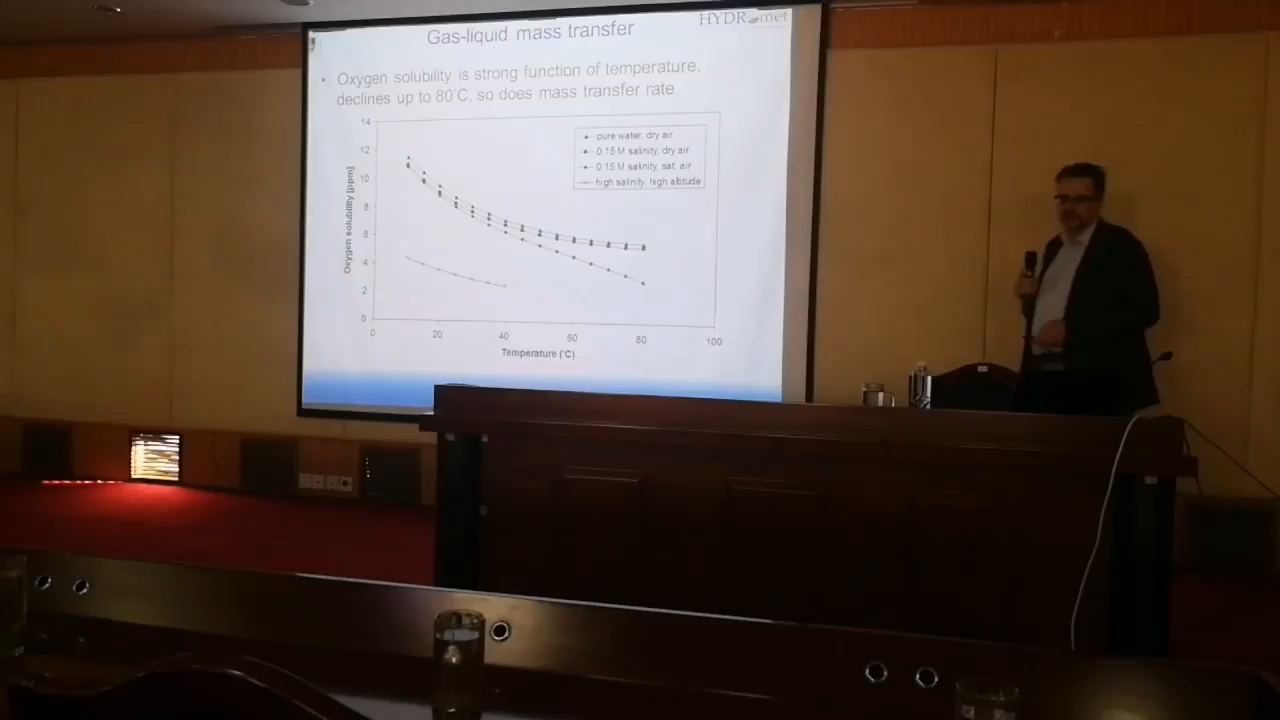 Gas-liquid mass transfer
HYDRomet
• Oxygen solubility is strong function of temperature,
declines up to 80°C, so does mass transfer rate
14
12
10
8
6
4
2
0
Oxygen solubility [ppm]
pure water, dry air
0.15 M salinity, dry air
0.15 M salinity, sat. air
high salinity, high altitude
0
20
40
60
80
100
Temperature (°C)